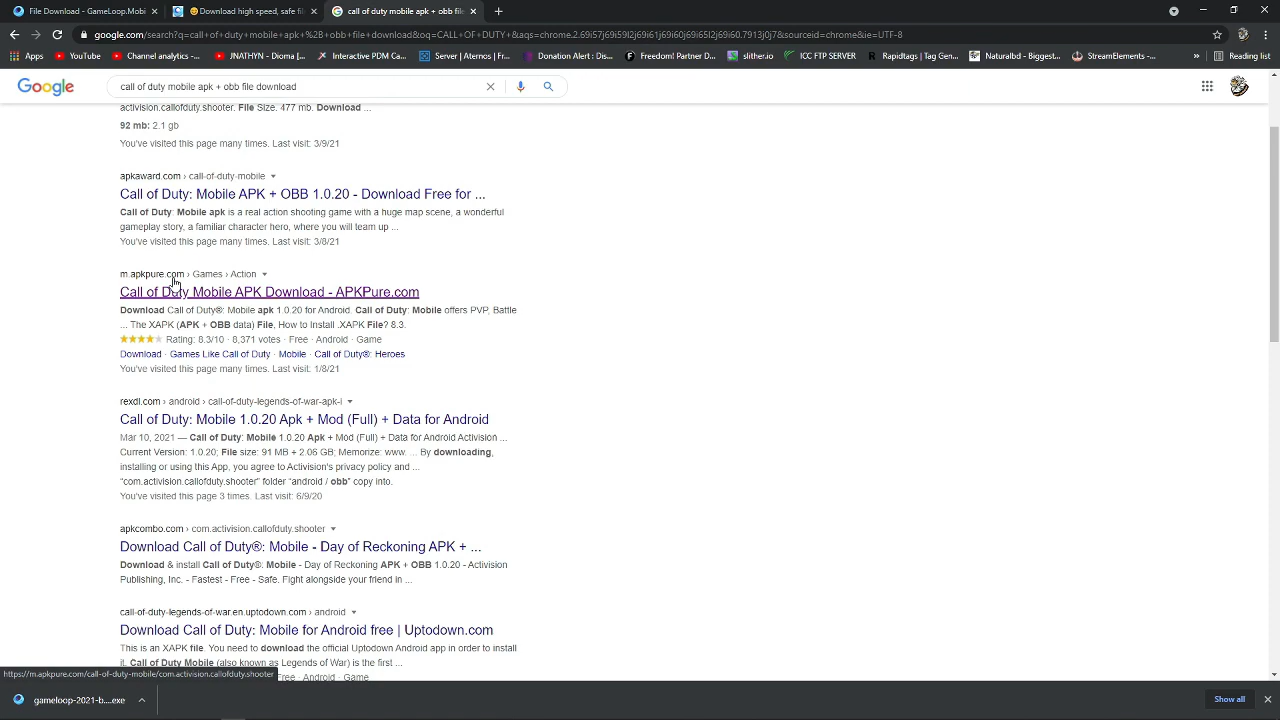 File Download - GameLoop.Mobi
😊Download high speed, safe fil
call of duty mobile apk + obb file
google.com/search?q=call+of+duty+mobile+apk+%2B+obb+file+download&oq=CALL+OF+DUTY+&aqs=chrome.2.69i57j69i59l2j69i61j69i60j69i65l2j69i60.7913j0j7&sourceid=chrome&ie=UTF-8
Apps
YouTube
Channel analytics -...
JNATHYN - Dioma [...
Interactive PDM Ca...
Server | Aternos | Fr...
Donation Alert : Dis...
Freedom! Partner D...
slither.io
ICC FTP SERVER
Rapidtags | Tag Gen...
Naturalbd - Biggest...
StreamElements -...
»
Reading list
Google
call of duty mobile apk + obb file download
activision.callofduty.shooter. File Size. 477 mb. Download ...
92 mb: 2.1 gb
You've visited this page many times. Last visit: 3/9/21
apkaward.com › call-of-duty-mobile
Call of Duty: Mobile APK + OBB 1.0.20 - Download Free for ...
Call of Duty: Mobile apk is a real action shooting game with a huge map scene, a wonderful
gameplay story, a familiar character hero, where you will team up ...
You've visited this page many times. Last visit: 3/8/21
m.apkpure.com › Games › Action
Call of Duty Mobile APK Download - APKPure.com
Download Call of Duty®: Mobile apk 1.0.20 for Android. Call of Duty: Mobile offers PVP, Battle
... The XAPK (APK + OBB data) File, How to Install .XAPK File? 8.3.
Rating: 8.3/10 · 8,371 votes · Free · Android · Game
Download · Games Like Call of Duty · Mobile · Call of Duty®: Heroes
You've visited this page many times. Last visit: 1/8/21
rexdl.com › android › call-of-duty-legends-of-war-apk-l
Call of Duty: Mobile 1.0.20 Apk + Mod (Full) + Data for Android
Mar 10, 2021 — Call of Duty: Mobile 1.0.20 Apk + Mod (Full) + Data for Android Activision ...
Current Version: 1.0.20; File size: 91 MB + 2.06 GB; Memorize: www. ... By downloading,
installing or using this App, you agree to Activision's privacy policy and ...
“com.activision.callofduty.shooter” folder “android / obb” copy into.
You've visited this page 3 times. Last visit: 6/9/20
apkcombo.com › com.activision.callofduty.shooter
Download Call of Duty®: Mobile - Day of Reckoning APK + ...
Download & install Call of Duty®: Mobile - Day of Reckoning APK + OBB 1.0.20 - Activision
Publishing, Inc. - Fastest - Free - Safe. Fight alongside your friend in ...
call-of-duty-legends-of-war.en.uptodown.com › android
Download Call of Duty: Mobile for Android free | Uptodown.com
This is an XAPK file. You need to download the official Uptodown Android app in order to install
it. Call of Duty Mobile (also known as Legends of War) is the first ...
https://m.apkpure.com/call-of-duty-mobile/com.activision.callofduty.shooter
Free · Android · Game
gameloop-2021-b....exe
Show all